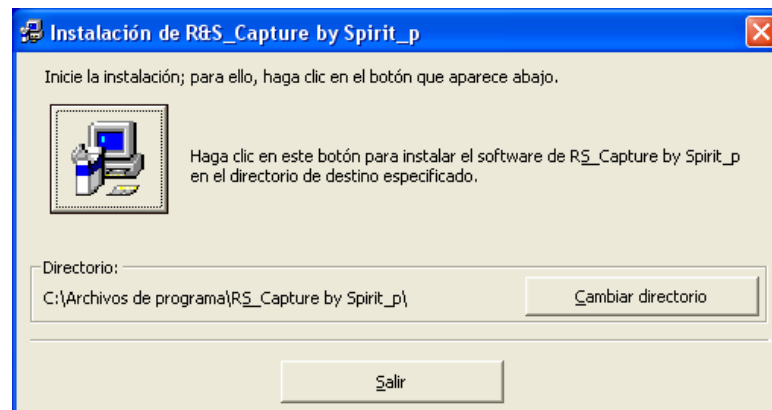 Instalación de R&S_Capture by Spirit_p
Inicie la instalación; para ello, haga clic en el botón que aparece abajo.
Haga clic en este botón para instalar el software de RS_Capture by Spirit_p
en el directorio de destino especificado.
Directorio:
C:\Archivos de programa\RS_Capture by Spirit_p\
Cambiar directorio
Salir